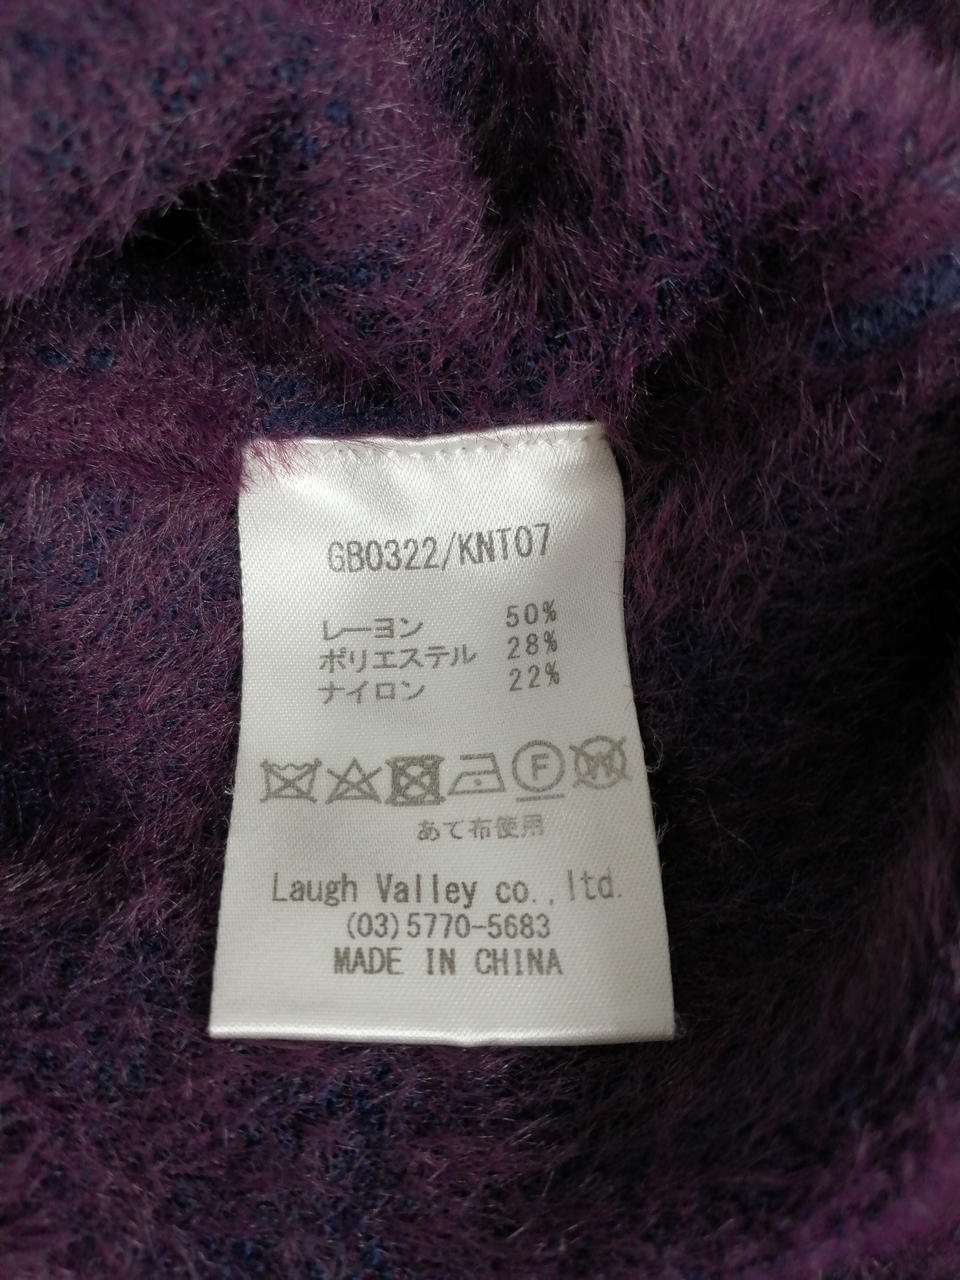 GB0322/KNT07
レーヨン 50%
ポリエステル 28%
ナイロン 22%
F W
あて布使用
Laugh Valley co.,ltd.
(03)5770-5683
MADE IN CHINA